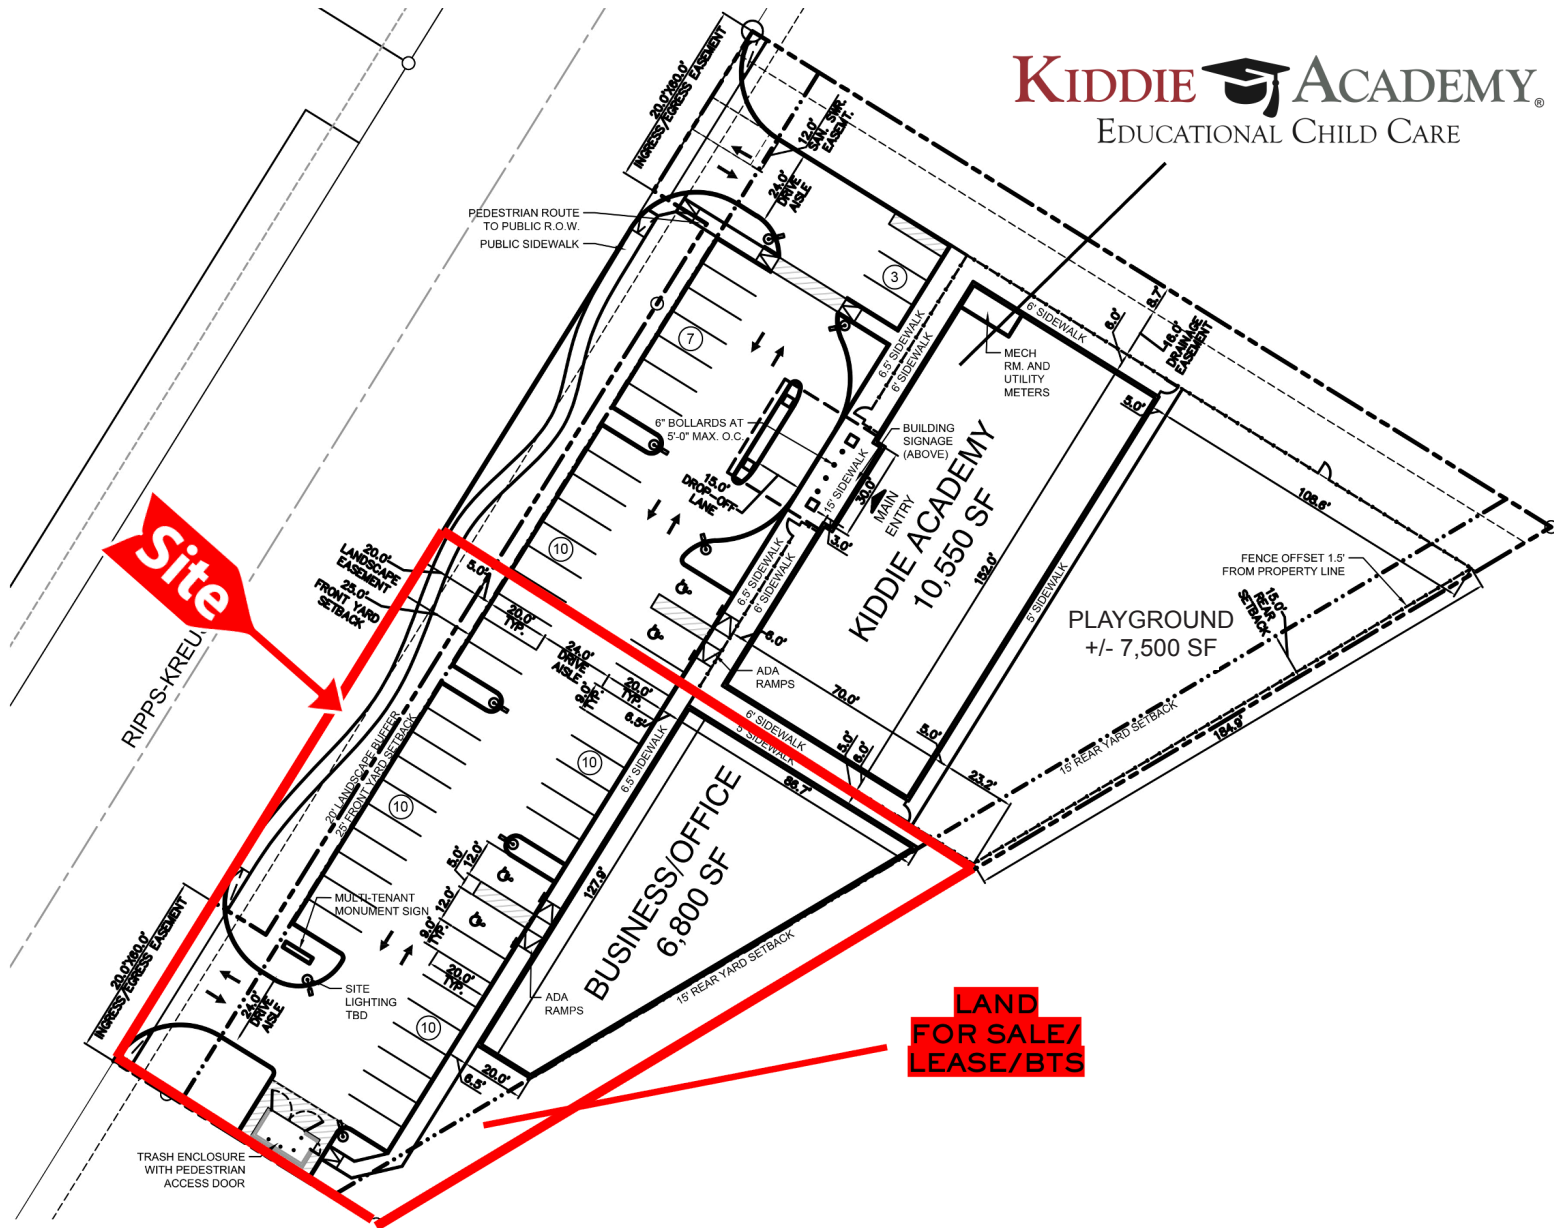 KIDDIE ACADEMY®
EDUCATIONAL CHILD CARE
20.0'X60.0'
INGRESS/EGRESS EASEMENT
12.0'
SAN. SWR.
EASEMT.
24.0'
DRIVE
AISLE
PEDESTRIAN ROUTE
TO PUBLIC R.O.W.
PUBLIC SIDEWALK
3
7
6.5' SIDEWALK
6' SIDEWALK
6' SIDEWALK
MECH
RM. AND
UTILITY
METERS
6.0'
8.7'
16.0'
DRAINAGE
EASEMENT
5.0'
6" BOLLARDS AT
5'-0" MAX. O.C.
BUILDING
SIGNAGE
(ABOVE)
15.0'
DROP-OFF
LANE
15' SIDEWALK
30.0'
MAIN
ENTRY
3.0'
KIDDIE ACADEMY
10,550 SF
152.0'
5' SIDEWALK
108.6'
FENCE OFFSET 1.5'
FROM PROPERTY LINE
15.0'
REAR
SETBACK
PLAYGROUND
+/- 7,500 SF
10
Site
20.0'
LANDSCAPE
EASEMENT
25.0'
FRONT YARD
SETBACK
5.0'
20.0'
TYP.
24.0'
DRIVE
AISLE
9.0'
TYP.
20.0'
TYP.
6.5'
6.5' SIDEWALK
6' SIDEWALK
6.0'
ADA
RAMPS
70.0'
5.0'
6' SIDEWALK
5' SIDEWALK
5.0'
6.0'
23.2'
15' REAR YARD SETBACK
184.9'
RIPPS-KREU
20' LANDSCAPE BUFFER
25' FRONT YARD SETBACK
10
10
6.5' SIDEWALK
86.7'
BUSINESS/OFFICE
6,800 SF
127.9'
5.0'
12.0'
12.0'
9.0'
TYP.
20.0'
TYP.
MULTI-TENANT
MONUMENT SIGN
20.0'X60.0'
INGRESS/EGRESS EASEMENT
24.0'
DRIVE
AISLE
SITE
LIGHTING
TBD
ADA
RAMPS
15' REAR YARD SETBACK
10
6.5'
20.0'
LAND
FOR SALE/
LEASE/BTS
TRASH ENCLOSURE
WITH PEDESTRIAN
ACCESS DOOR